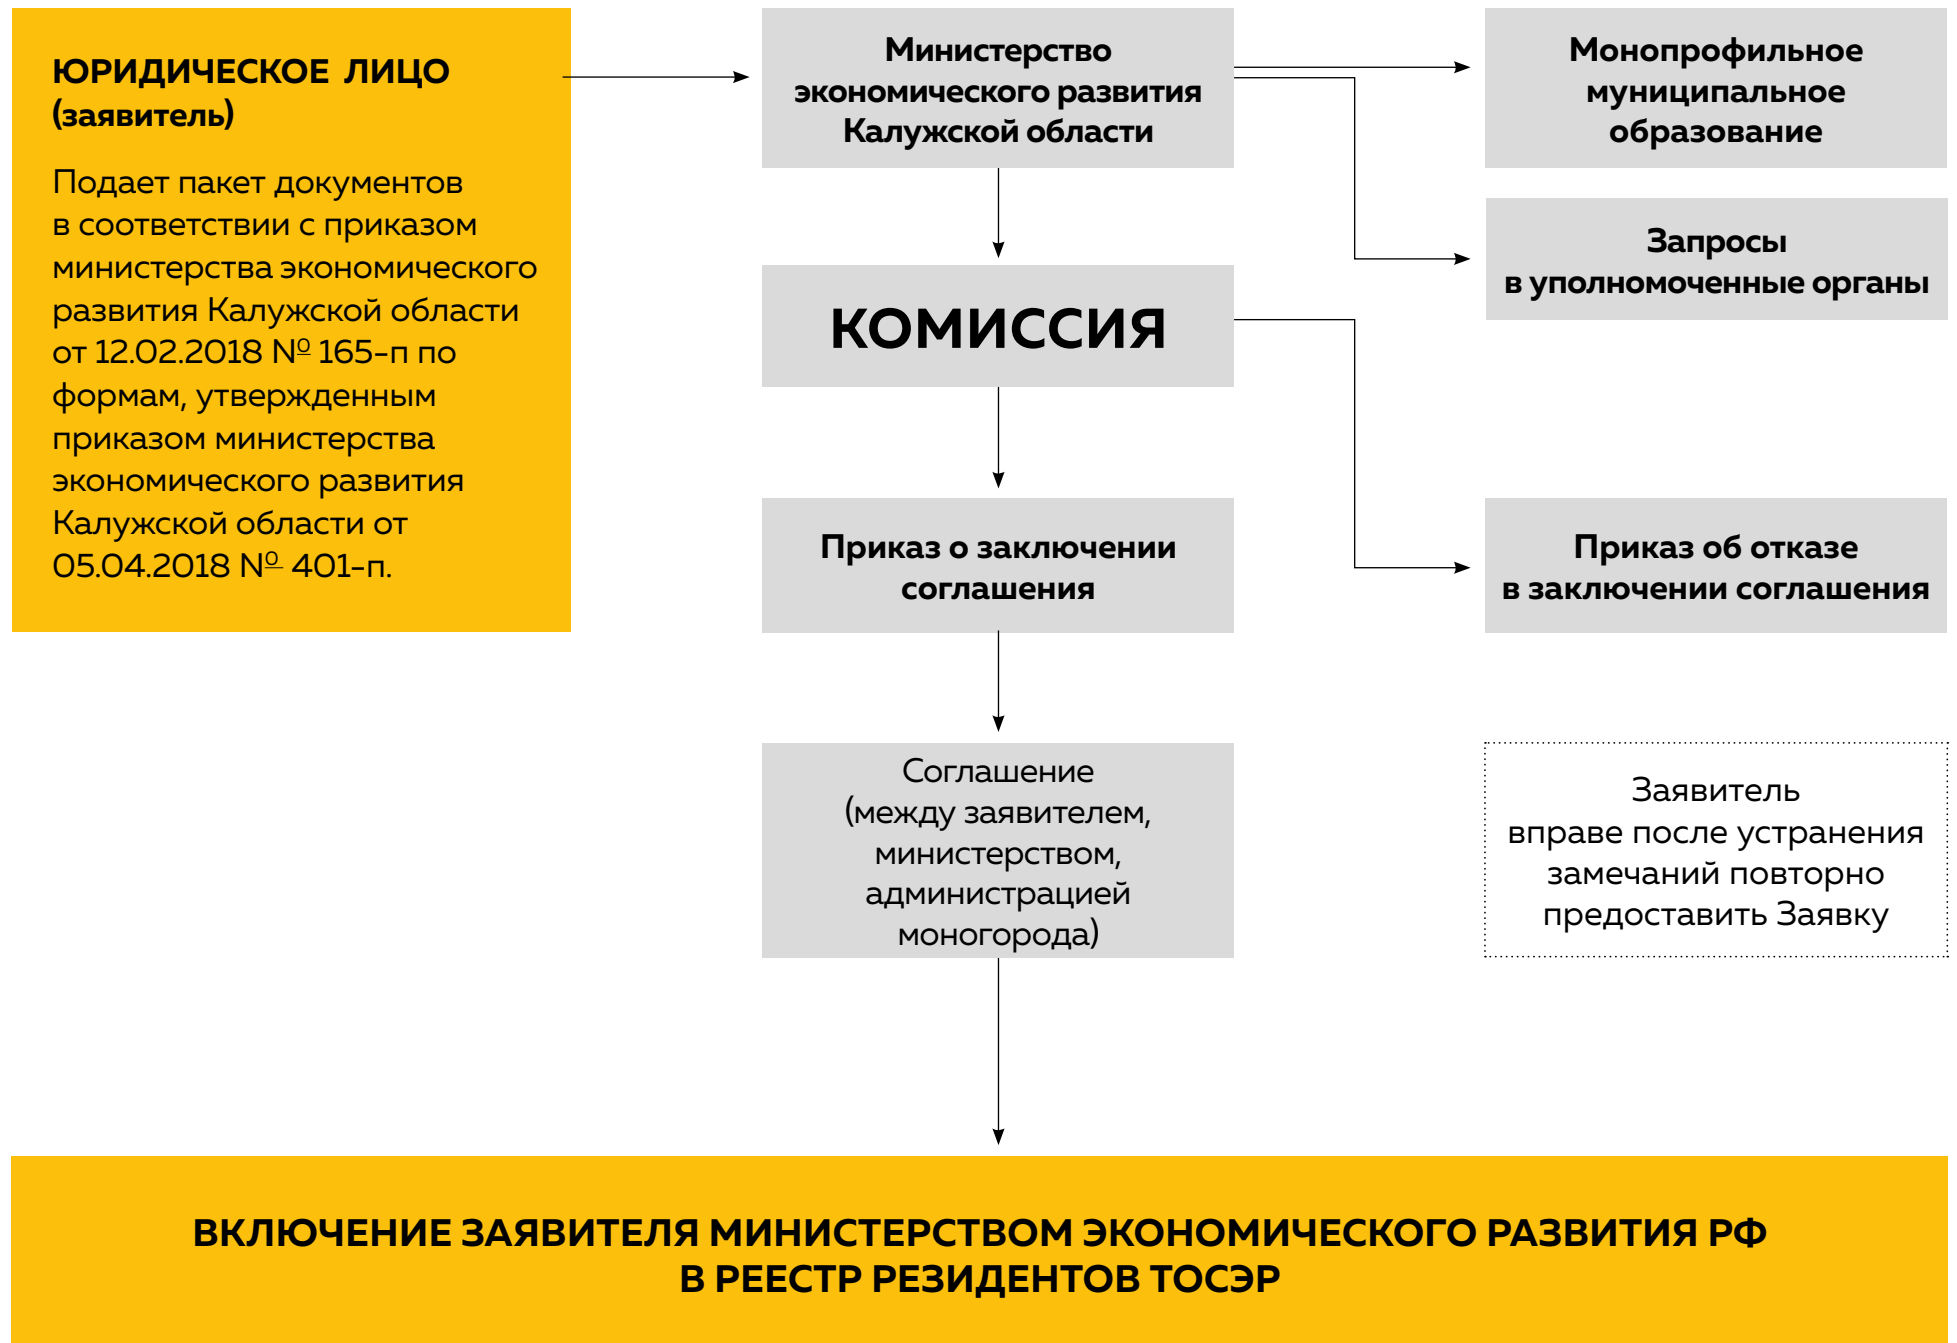 ЮРИДИЧЕСКОЕ ЛИЦО
(заявитель)
Подает пакет документов
в соответствии с приказом
министерства экономического
развития Калужской области
от 12.02.2018 № 165-п по
формам, утвержденным
приказом министерства
экономического развития
Калужской области от
05.04.2018 № 401-п.
Министерство
экономического развития
Калужской области
Монопрофильное
муниципальное
образование
Запросы
в уполномоченные органы
КОМИССИЯ
Приказ о заключении
соглашения
Приказ об отказе
в заключении соглашения
Соглашение
(между заявителем,
министерством,
администрацией
моногорода)
Заявитель
вправе после устранения
замечаний повторно
предоставить Заявку
ВКЛЮЧЕНИЕ ЗАЯВИТЕЛЯ МИНИСТЕРСТВОМ ЭКОНОМИЧЕСКОГО РАЗВИТИЯ РФ
В РЕЕСТР РЕЗИДЕНТОВ ТОСЭР